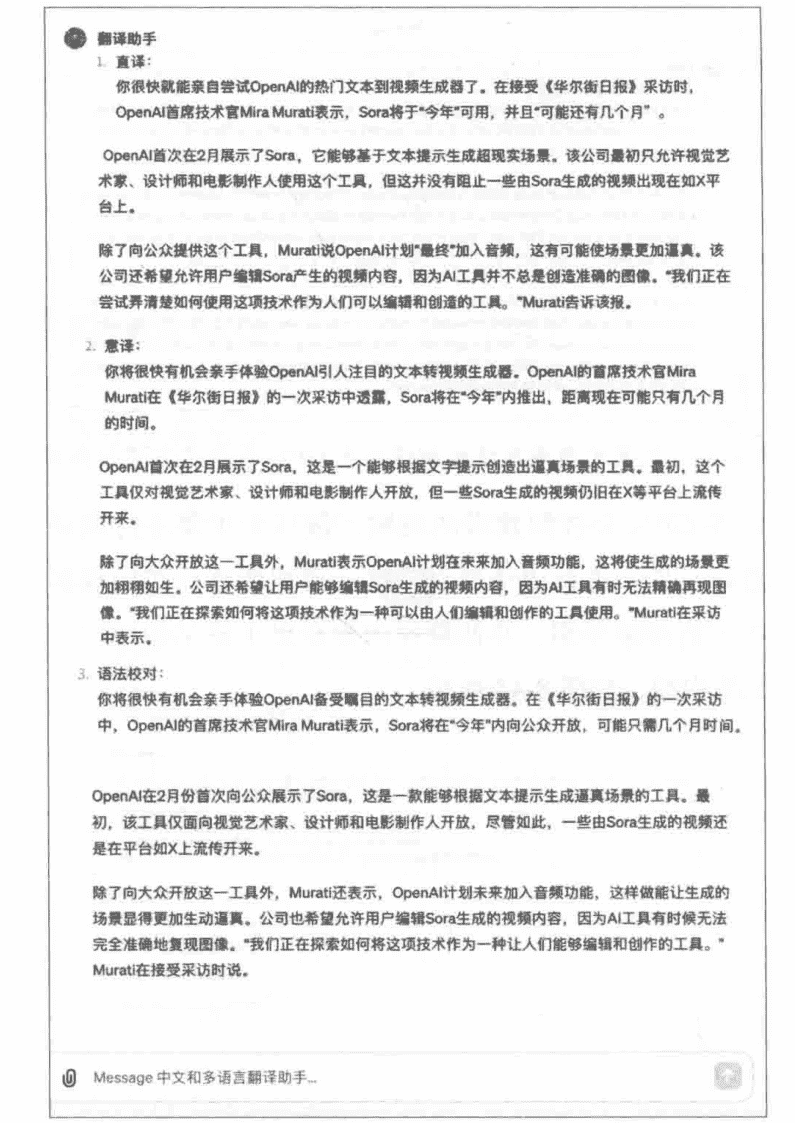 翻译助手
1. 直译:
你很快就能亲自尝试OpenAI的热门文本到视频生成器了。在接受《华尔街日报》采访时,
OpenAI首席技术官Mira Murati表示, Sora将于“今年”可用, 并且“可能还有几个月” 。
OpenAI首次在2月展示了Sora, 它能够基于文本提示生成超现实场景。该公司最初只允许视觉艺
术家、设计师和电影制作人使用这个工具, 但这并没有阻止一些由Sora生成的视频出现在如X平
台上。
除了向公众提供这个工具, Murati说OpenAI计划“最终”加入音频, 这有可能使场景更加逼真。该
公司还希望允许用户编辑Sora产生的视频内容, 因为AI工具并不总是创造准确的图像。“我们正在
尝试弄清楚如何使用这项技术作为人们可以编辑和创造的工具。”Murati告诉该报。
2. 意译:
你将很快有机会亲手体验OpenAI引人注目的文本转视频生成器。OpenAI的首席技术官Mira
Murati在《华尔街日报》的一次采访中透露, Sora将在“今年”内推出, 距离现在可能只有几个月
的时间。
OpenAI首次在2月展示了Sora, 这是一个能够根据文字提示创造出逼真场景的工具。最初, 这个
工具仅对视觉艺术家、设计师和电影制作人开放, 但一些Sora生成的视频仍旧在X等平台上流传
开来。
除了向大众开放这一工具外, Murati表示OpenAI计划在未来加入音频功能, 这将使生成的场景更
加栩栩如生。公司还希望让用户能够编辑Sora生成的视频内容, 因为AI工具有时无法精确再现图
像。“我们正在探索如何将这项技术作为一种可以由人们编辑和创作的工具使用。”Murati在采访
中表示。
3. 语法校对:
你将很快有机会亲手体验OpenAI备受瞩目的文本转视频生成器。在《华尔街日报》的一次采访
中, OpenAI的首席技术官Mira Murati表示, Sora将在“今年”内向公众开放, 可能只需几个月时间。
OpenAI在2月份首次向公众展示了Sora, 这是一款能够根据文本提示生成逼真场景的工具。最
初, 该工具仅面向视觉艺术家、设计师和电影制作人开放, 尽管如此, 一些由Sora生成的视频还
是在平台如X上流传开来。
除了向大众开放这一工具外, Murati还表示, OpenAI计划未来加入音频功能, 这样做能让生成的
场景显得更加生动逼真。公司也希望允许用户编辑Sora生成的视频内容, 因为AI工具有时候无法
完全准确地复现图像。“我们正在探索如何将这项技术作为一种让人们能够编辑和创作的工具。”
Murati在接受采访时说。
Message 中文和多语言翻译助手...